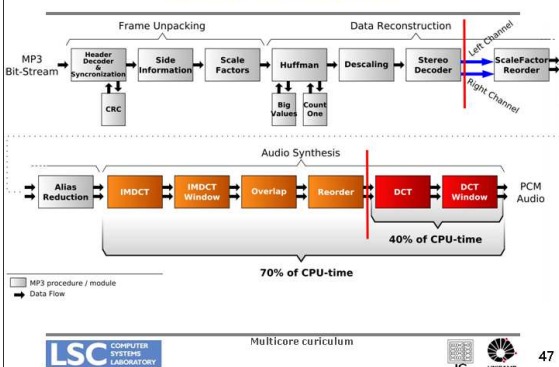 Frame Unpacking
Data Reconstruction
MP3
Bit-Stream
Header
Decoder
&
Syncronization
Side
Information
Scale
Factors
Huffman
Descaling
Stereo
Decoder
Left Channel
Right Channel
ScaleFactor
Reorder
CRC
Big
Values
Count
One
Audio Synthesis
Alias
Reduction
IMDCT
IMDCT
Window
Overlap
Reorder
DCT
DCT
Window
PCM
Audio
40% of CPU-time
70% of CPU-time
MP3 procedure / module
Data Flow
LSC COMPUTER
SYSTEMS
LABORATORY
Multicore curiculum
IC
UNICAMP
47